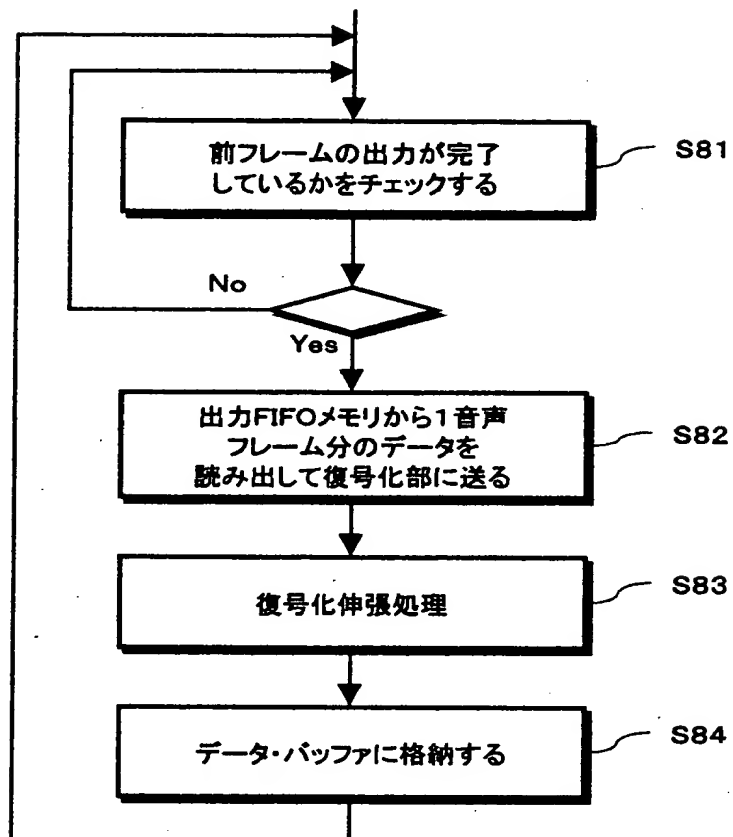 前フレームの出力が完了
しているかをチェックする
S81
No
Yes
出力FIFOメモリから1音声
フレーム分のデータを
読み出して復号化部に送る
S82
復号化伸張処理
S83
データ・バッファに格納する
S84